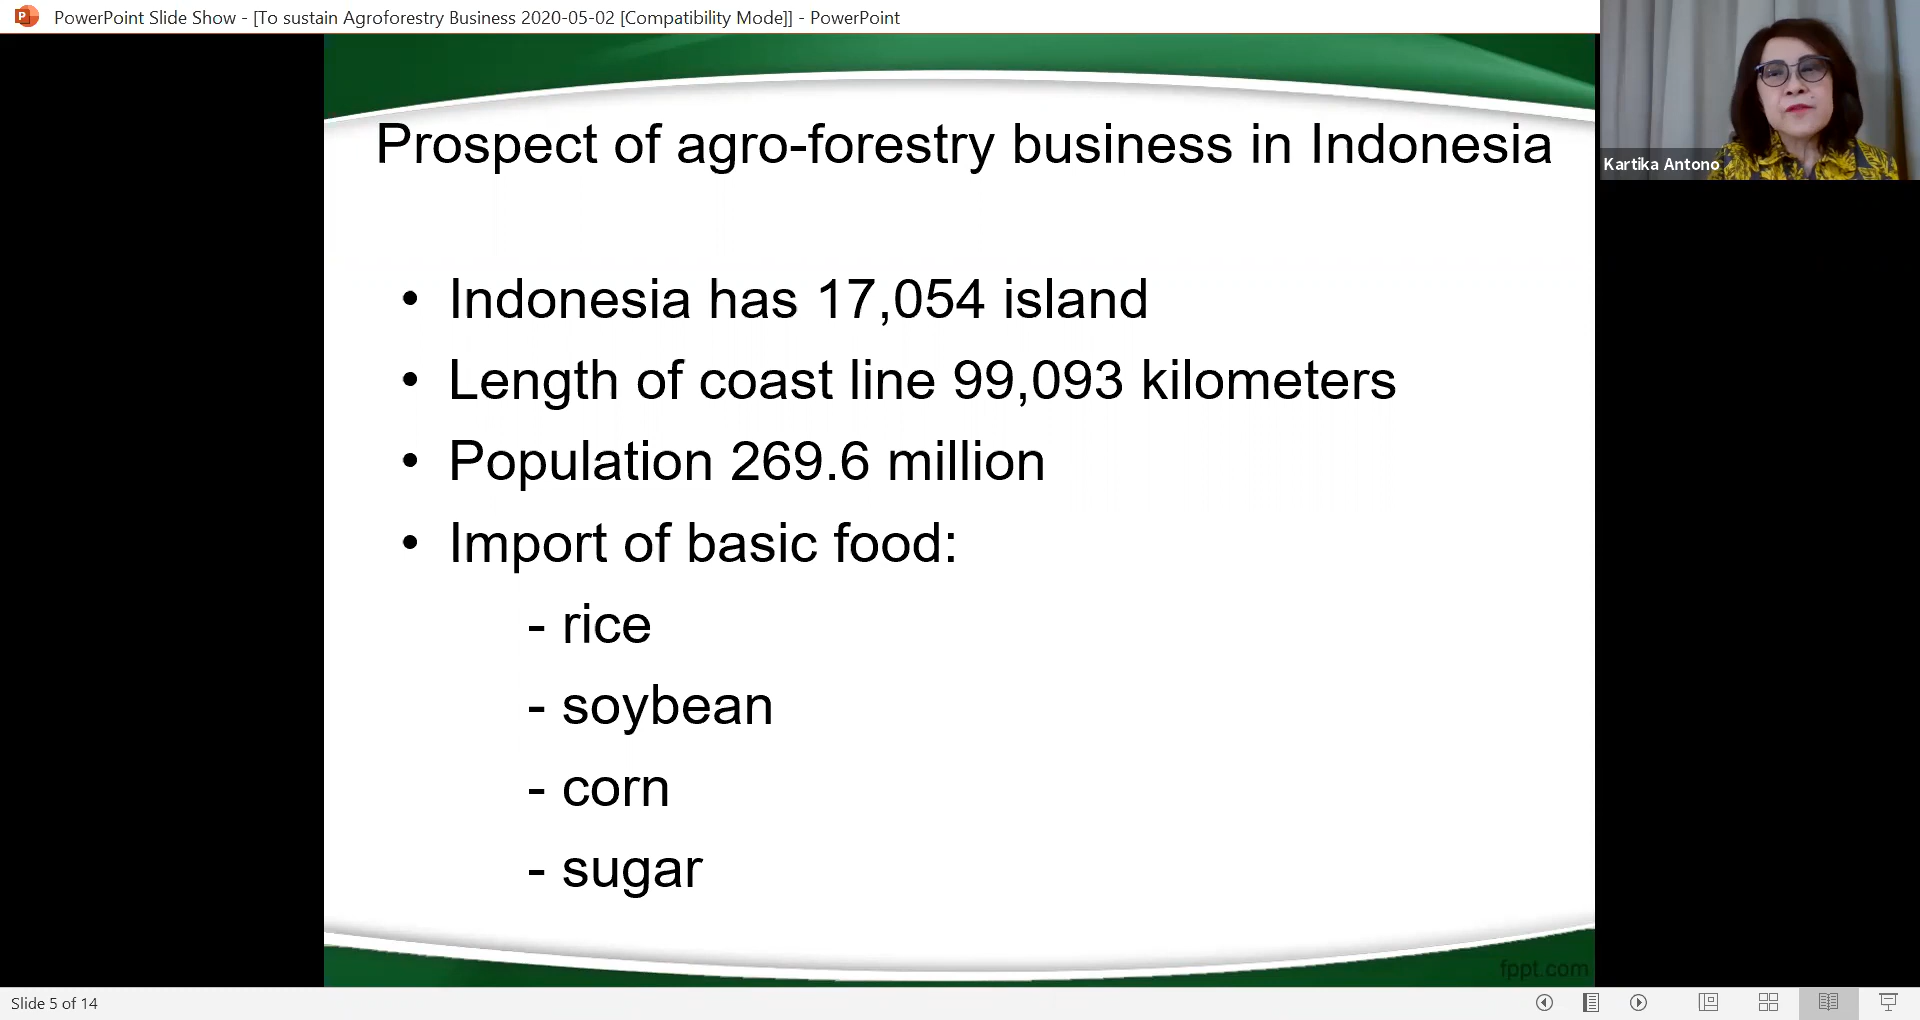 PowerPoint Slide Show - [To sustain Agroforestry Business 2020-05-02 [Compatibility Mode]] - PowerPoint
Kartika Antono
Prospect of agro-forestry business in Indonesia
• Indonesia has 17,054 island
• Length of coast line 99,093 kilometers
• Population 269.6 million
• Import of basic food:
- rice
- soybean
- corn
- sugar
fppt.com
Slide 5 of 14